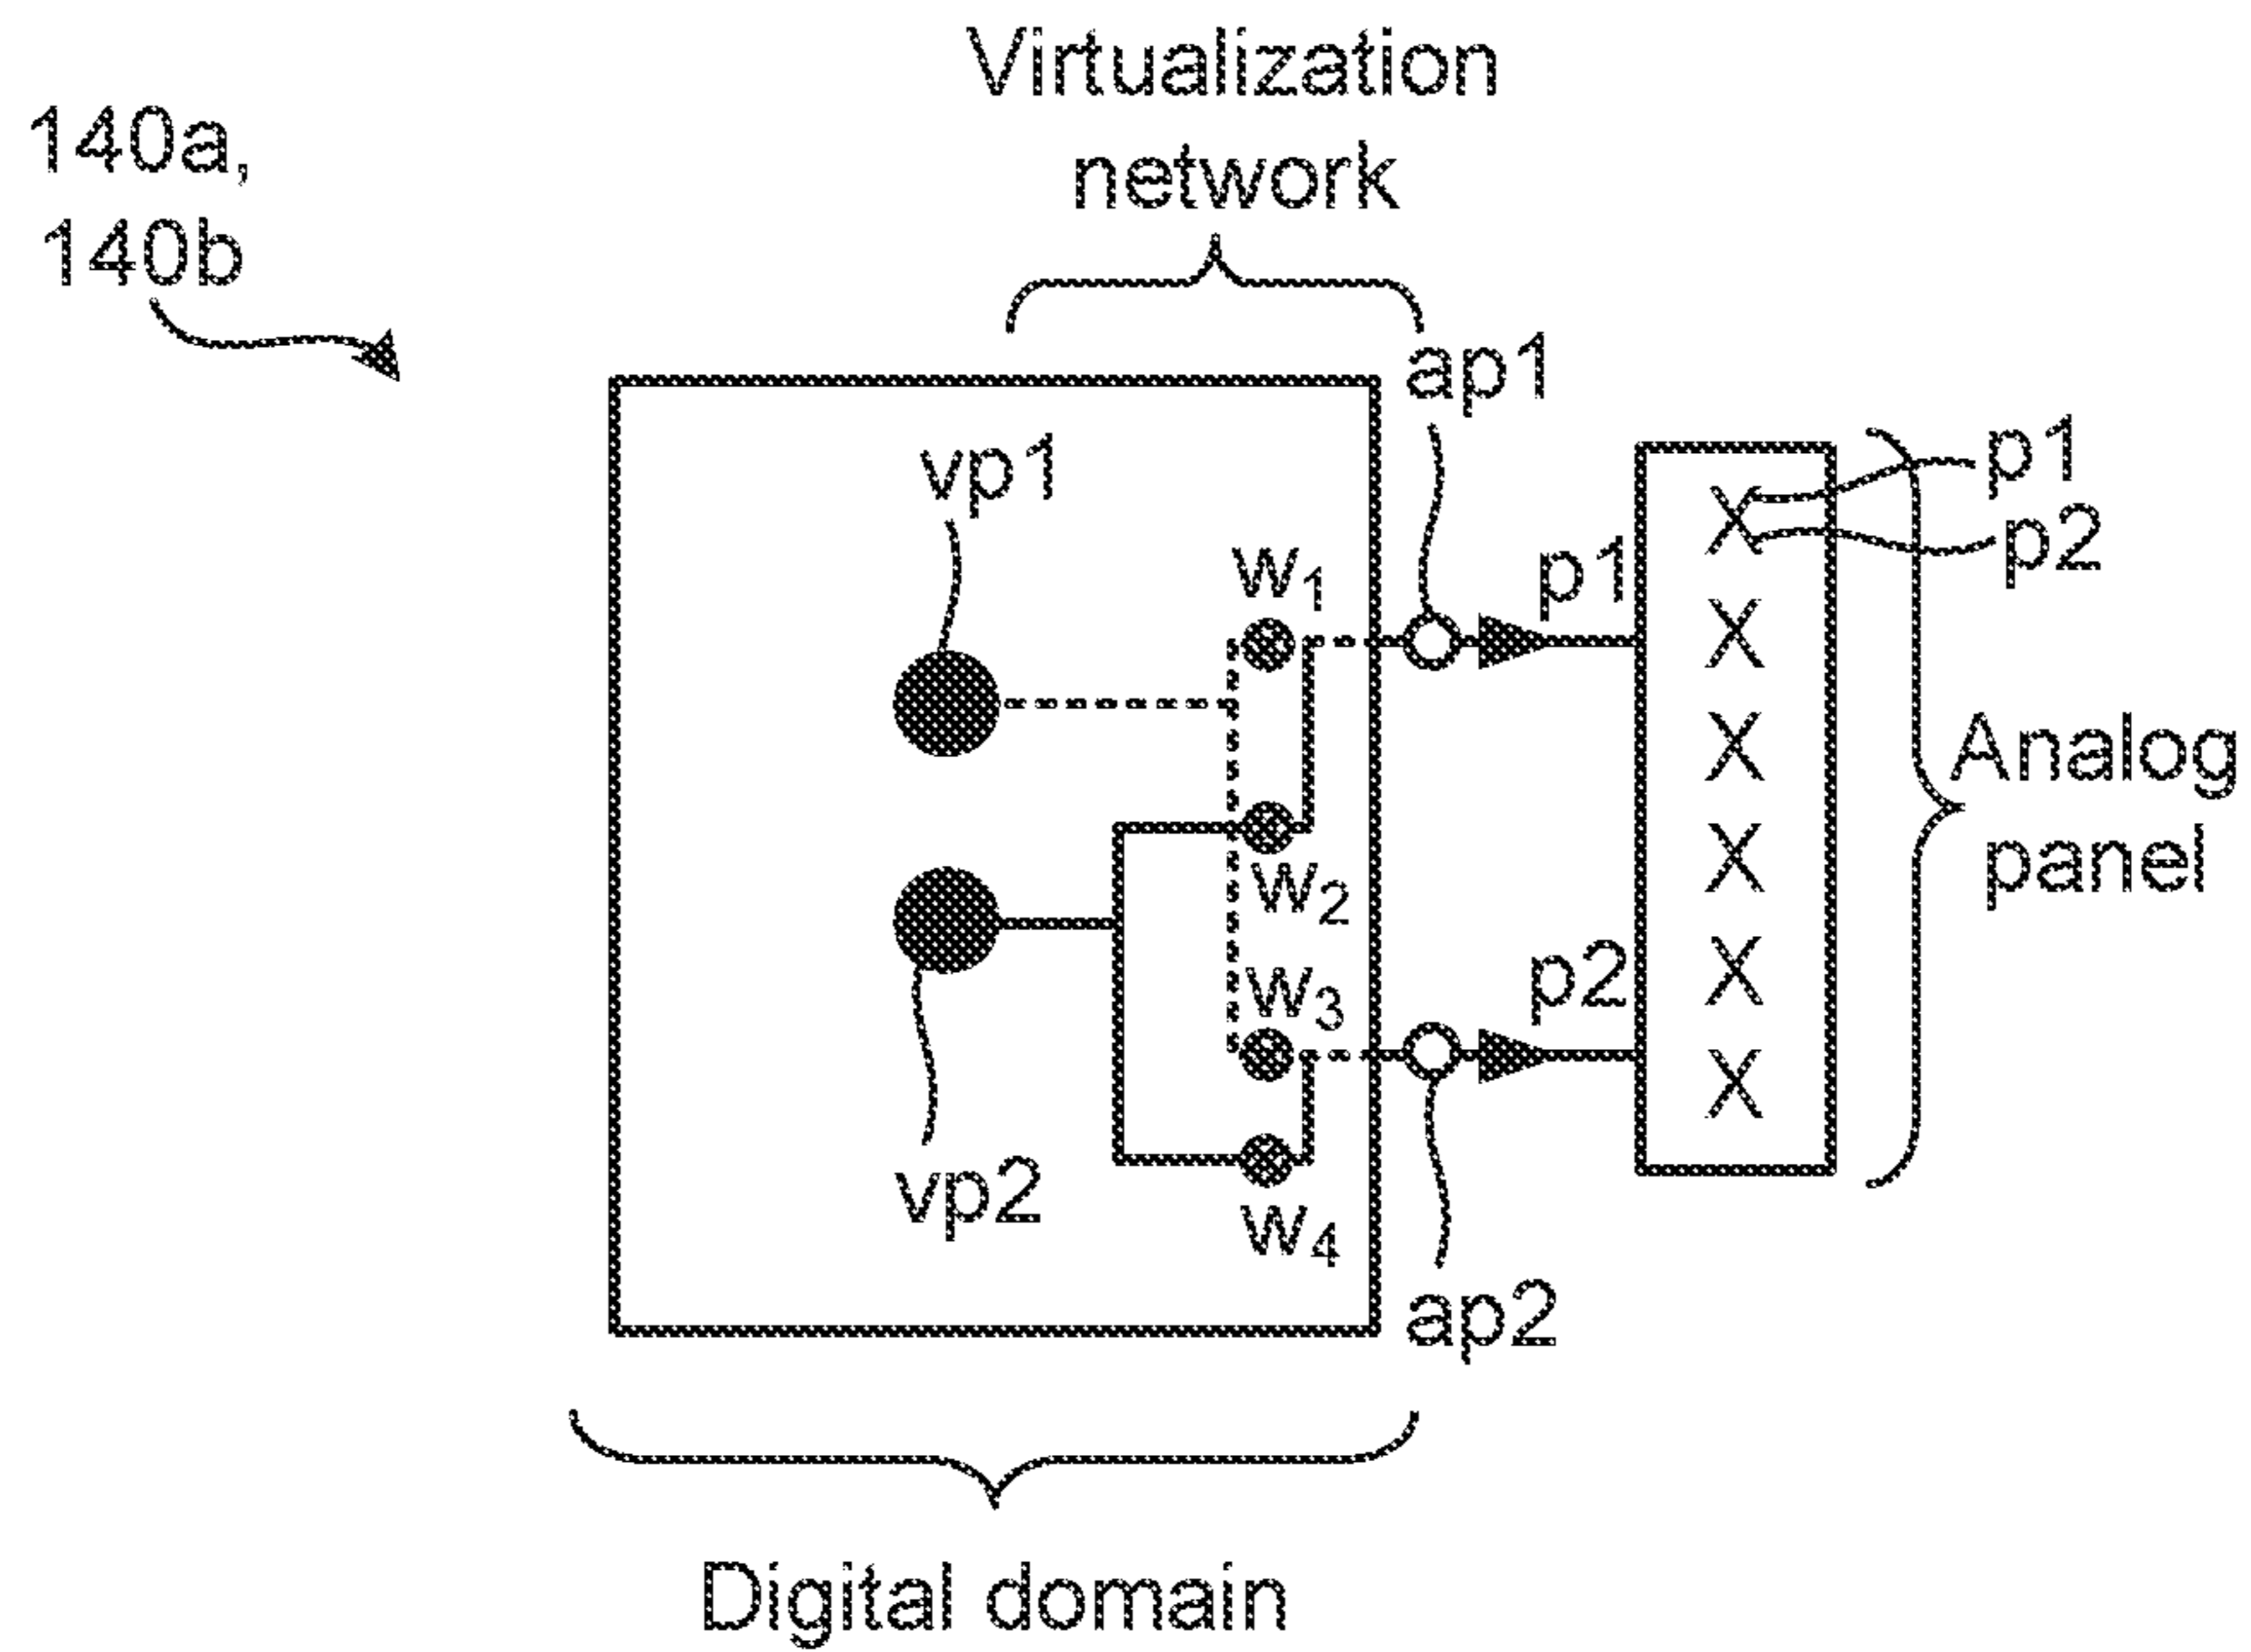 Virtualization
network
140a,
140b
ap1
vp1
p1
p2
w1
p1
X
X
X
X
X
X
Analog
panel
w2
w3
p2
vp2
w4
ap2
Digital domain